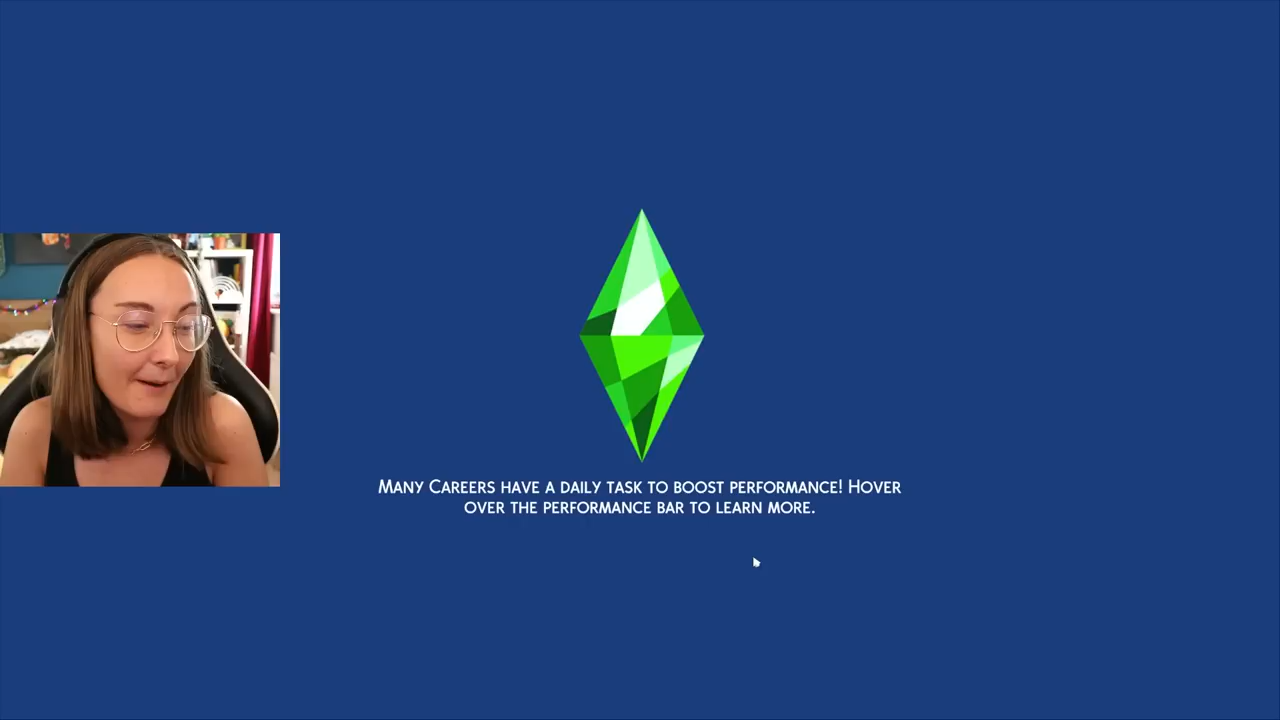 Many Careers have a daily task to boost performance! Hover
over the performance bar to learn more.